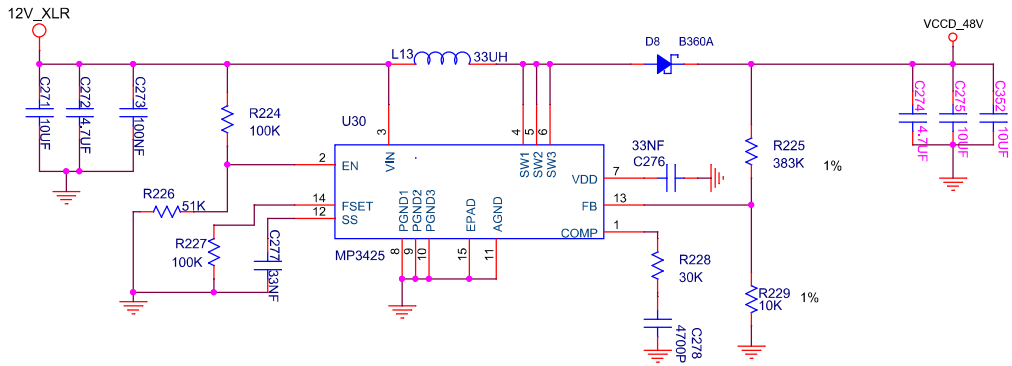 12V_XLR
VCCD_48V
D8 B360A
L13 33UH
C271 10UF
C272 4.7UF
C273 100NF
R224
100K
U30
3
VIN
4
5
6
SW1
SW2
SW3
C274 4.7UF
C275 10UF
C352 10UF
R225
383K 1%
2 EN
33NF
C276
7 VDD
R226
51K
14 FSET
12 SS
13 FB
1 COMP
PGND1
PGND2
PGND3
EPAD
AGND
8
9
10
15
11
MP3425
R227
100K
C277
33NF
R228
30K
R229
10K 1%
C278
4700P